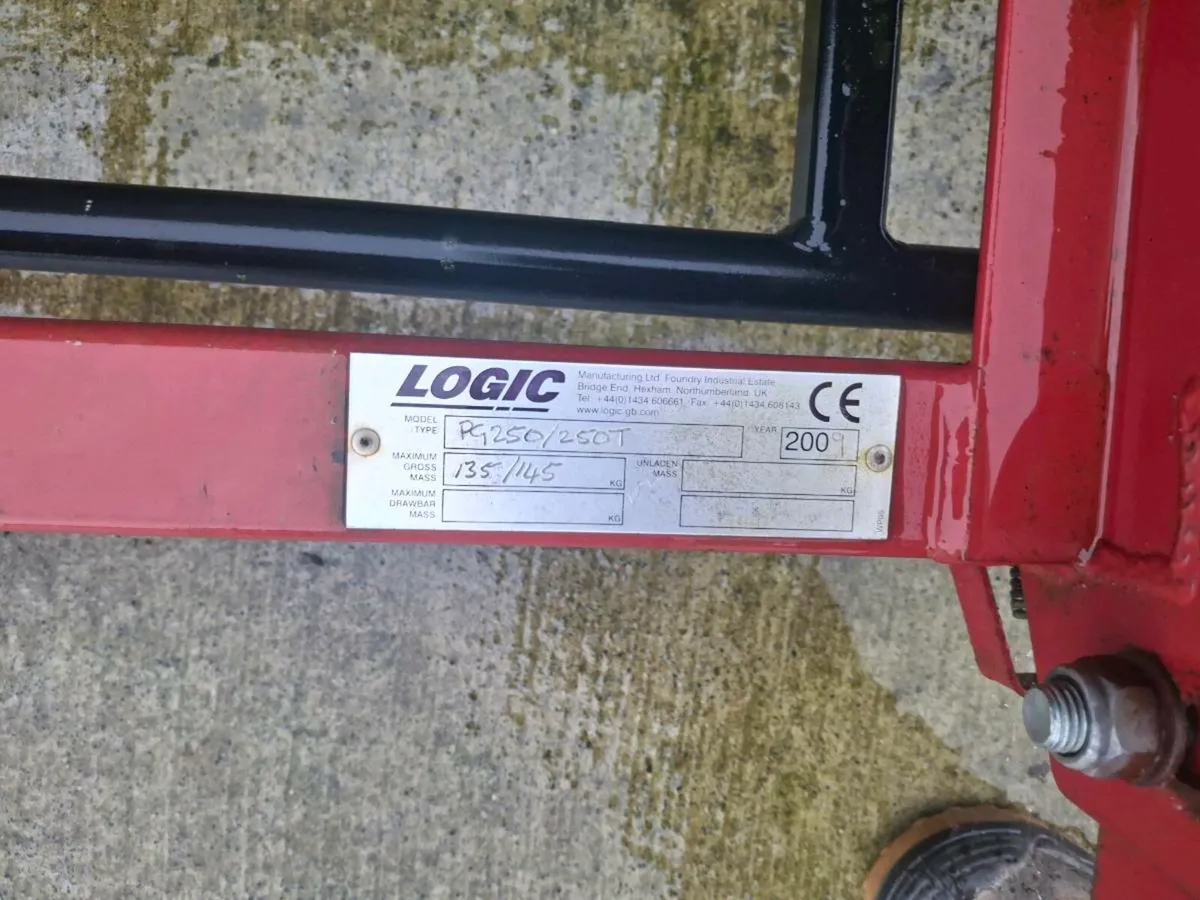 LOGIC
Manufacturing Ltd. Foundry Industrial Estate
Bridge End, Hexham, Northumberland, UK
Tel: +44(0)1434 606661 Fax: +44(0)1434 608143
www.logic.gb.com
CE
MODEL TYPE PG250/250T YEAR 2009
MAXIMUM GROSS MASS 135/145 KG UNLADEN MASS KG
MAXIMUM DRAWBAR MASS KG
WP98